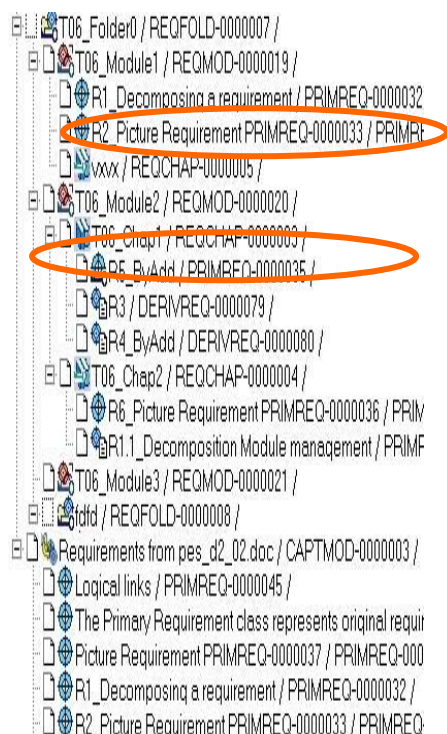 T06_Folder0 / REQFOLD-0000007 /
T06_Module1 / REQMOD-0000019 /
R1_Decomposing a requirement / PRIMREQ-0000032
R2_Picture Requirement PRIMREQ-0000033 / PRIMRE
vxvx / REQCHAP-0000005 /
T06_Module2 / REQMOD-0000020 /
T06_Chap1 / REQCHAP-0000003 /
R5_ByAdd / PRIMREQ-0000035 /
R3 / DERIVREQ-0000079 /
R4_ByAdd / DERIVREQ-0000080 /
T06_Chap2 / REQCHAP-0000004 /
R6_Picture Requirement PRIMREQ-0000036 / PRIM
R1.1_Decomposition Module management / PRIMF
T06_Module3 / REQMOD-0000021 /
fdfd / REQFOLD-0000008 /
Requirements from pes_d2_02.doc / CAPTMOD-0000003 /
Logical links / PRIMREQ-0000045 /
The Primary Requirement class represents original requir
Picture Requirement PRIMREQ-0000037 / PRIMREQ-000
R1_Decomposing a requirement / PRIMREQ-0000032 /
R2_Picture Requirement PRIMREQ-0000033 / PRIMREQ-